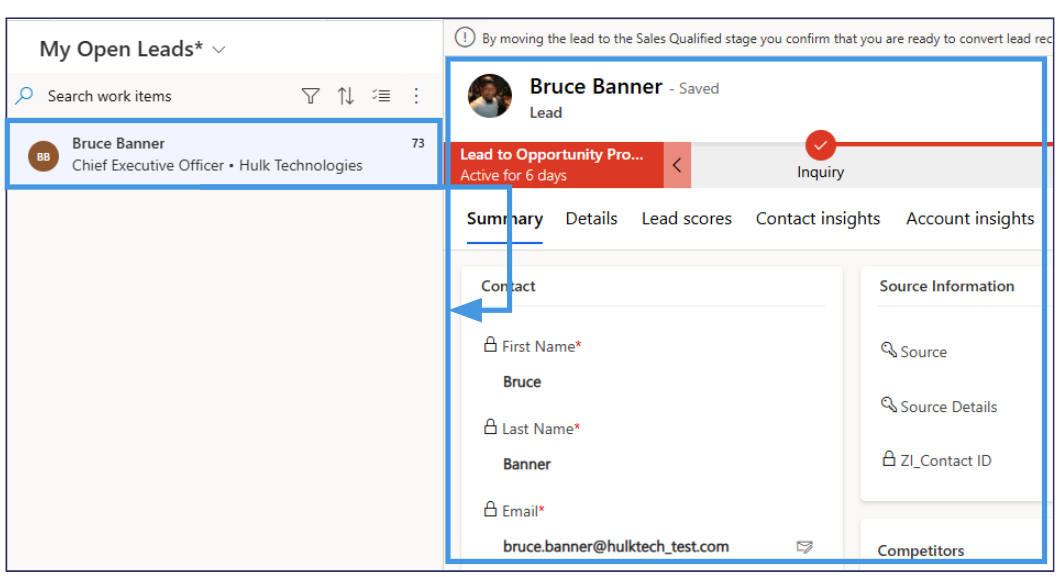 My Open Leads*
Search work items
BB
Bruce Banner
73
Chief Executive Officer • Hulk Technologies
By moving the lead to the Sales Qualified stage you confirm that you are ready to convert lead rec
Bruce Banner - Saved
Lead
Lead to Opportunity Pro...
Active for 6 days
Inquiry
Summary Details Lead scores Contact insights Account insights
Contact
First Name*
Bruce
Last Name*
Banner
Email*
bruce.banner@hulktech_test.com
Source Information
Source
Source Details
ZI_Contact ID
Competitors